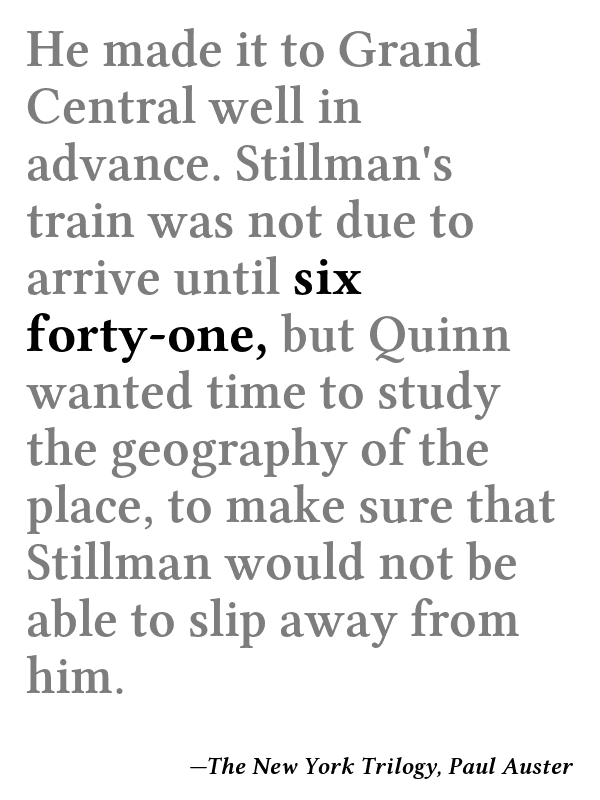 He made it to Grand
Central well in
advance. Stillman's
train was not due to
arrive until six
forty-one, but Quinn
wanted time to study
the geography of the
place, to make sure that
Stillman would not be
able to slip away from
him.
—The New York Trilogy, Paul Auster